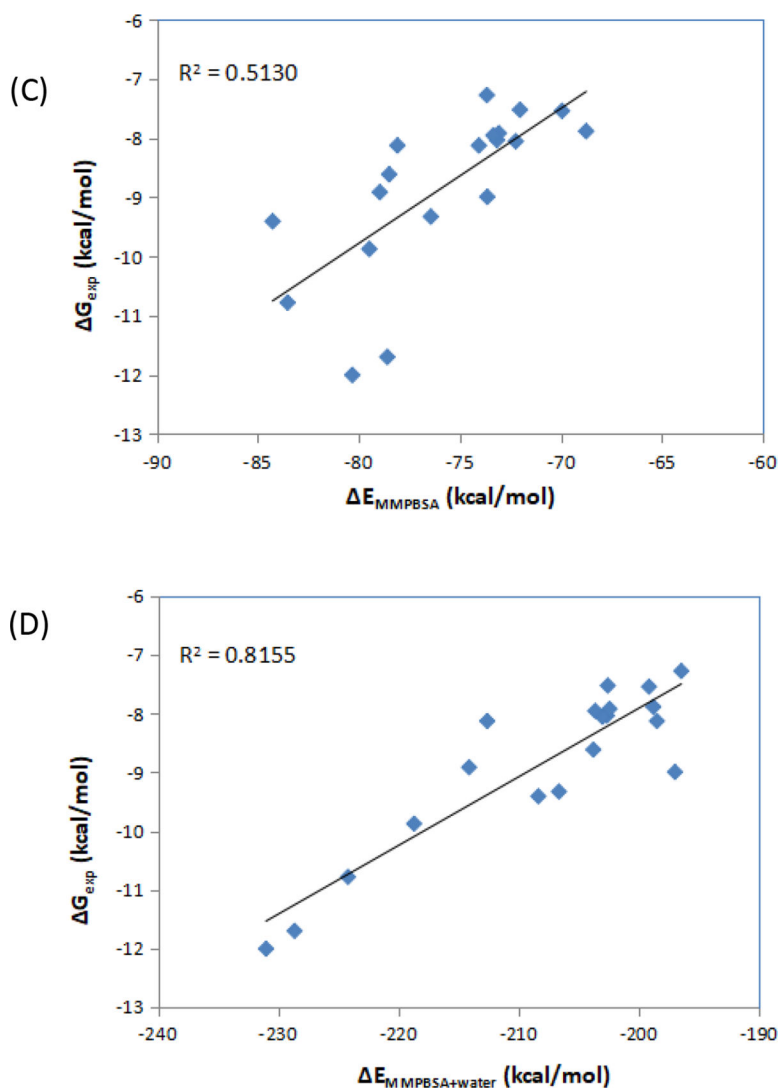 (C)
R² = 0.5130
-6
-7
-8
-9
-10
-11
-12
-13
ΔGexp (kcal/mol)
-90 -85 -80 -75 -70 -65 -60
ΔEMMPBSA (kcal/mol)
(D)
R² = 0.8155
-6
-7
-8
-9
-10
-11
-12
-13
ΔGexp (kcal/mol)
-240 -230 -220 -210 -200 -190
ΔEMMPBSA+water (kcal/mol)